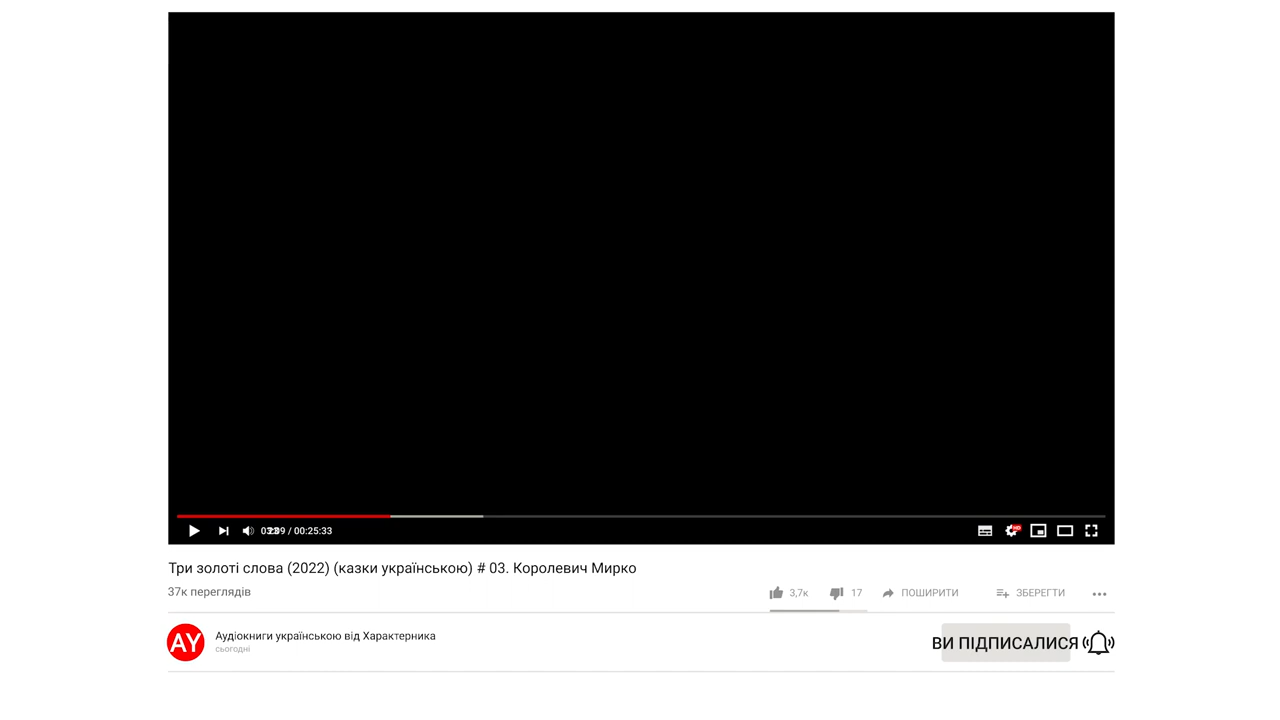 / 00:25:33
Три золоті слова (2022) (казки українською) # 03. Королевич Мирко
37к переглядів
3,7к
17
ПОШИРИТИ
ЗБЕРЕГТИ
АУ
Аудіокниги українською від Характерника
сьогодні
ВИ ПІДПИСАЛИСЯ